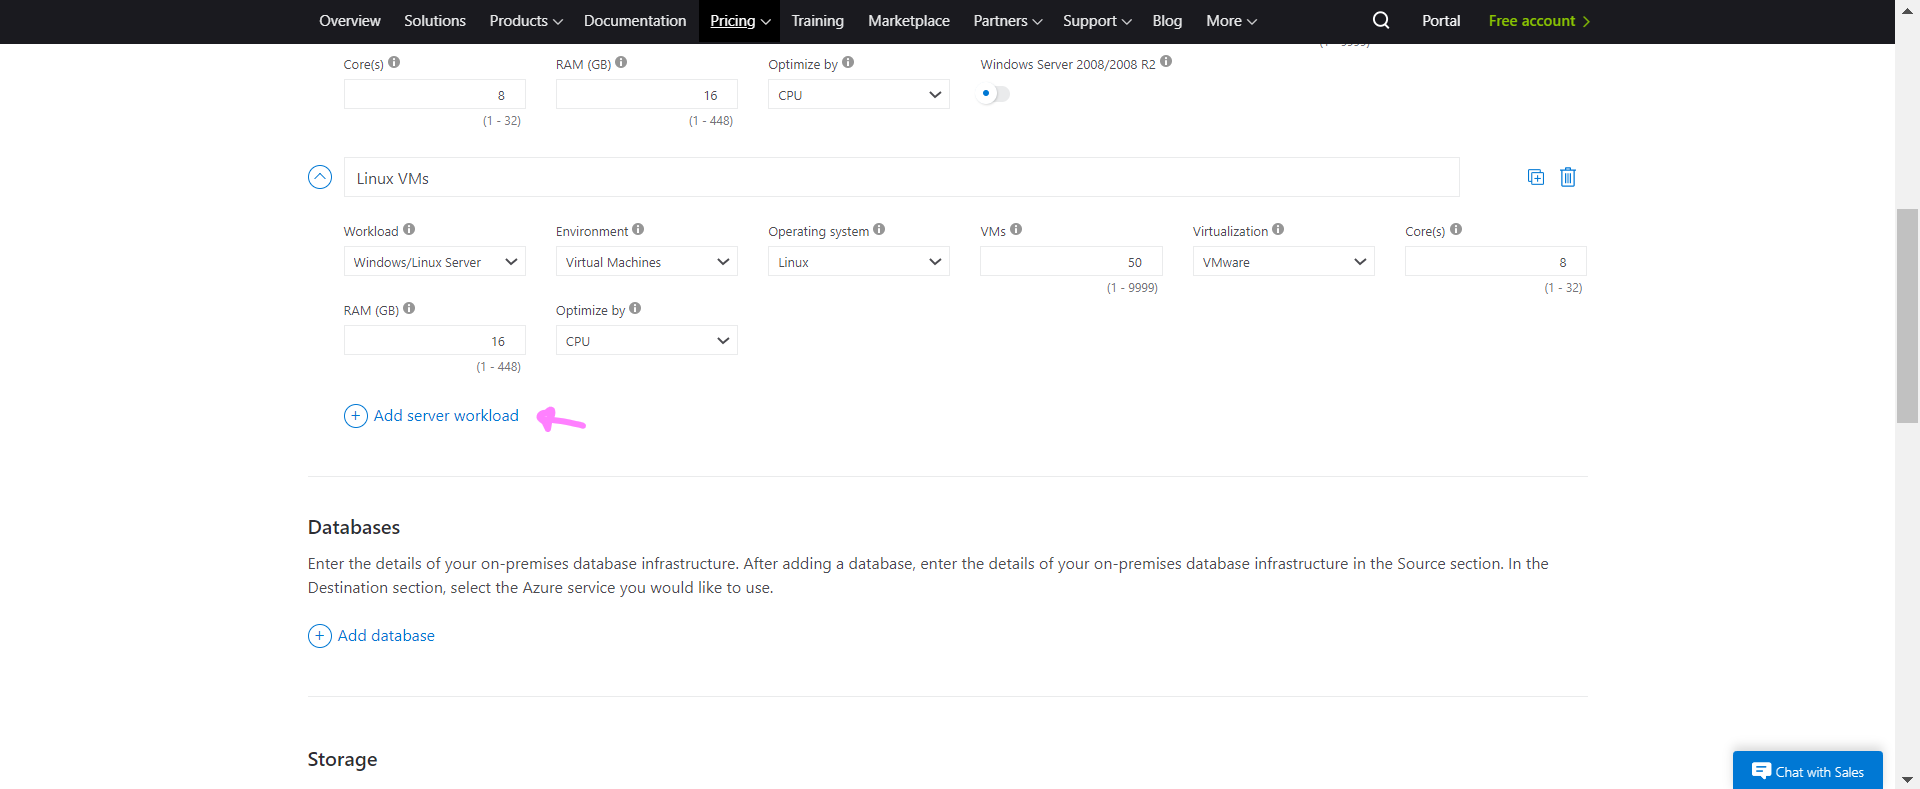 Overview Solutions Products Documentation Pricing Training Marketplace Partners Support Blog More Portal Free account
Core(s) RAM (GB) Optimize by Windows Server 2008/2008 R2
8 16 CPU
(1 - 32) (1 - 448)
Linux VMs
Workload Environment Operating system VMs Virtualization Core(s)
Windows/Linux Server Virtual Machines Linux 50 VMware 8
(1 - 9999) (1 - 32)
RAM (GB) Optimize by
16 CPU
(1 - 448)
Add server workload
Databases
Enter the details of your on-premises database infrastructure. After adding a database, enter the details of your on-premises database infrastructure in the Source section. In the
Destination section, select the Azure service you would like to use.
Add database
Storage
Chat with Sales